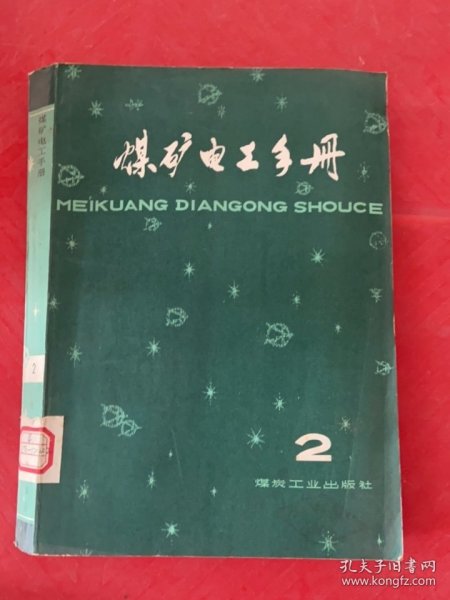 煤矿电工手册
MEIKUANG DIANGONG SHOUCE
2
煤炭工业出版社
煤矿电工手册
2
孔夫子旧书网
www.kongfz.com